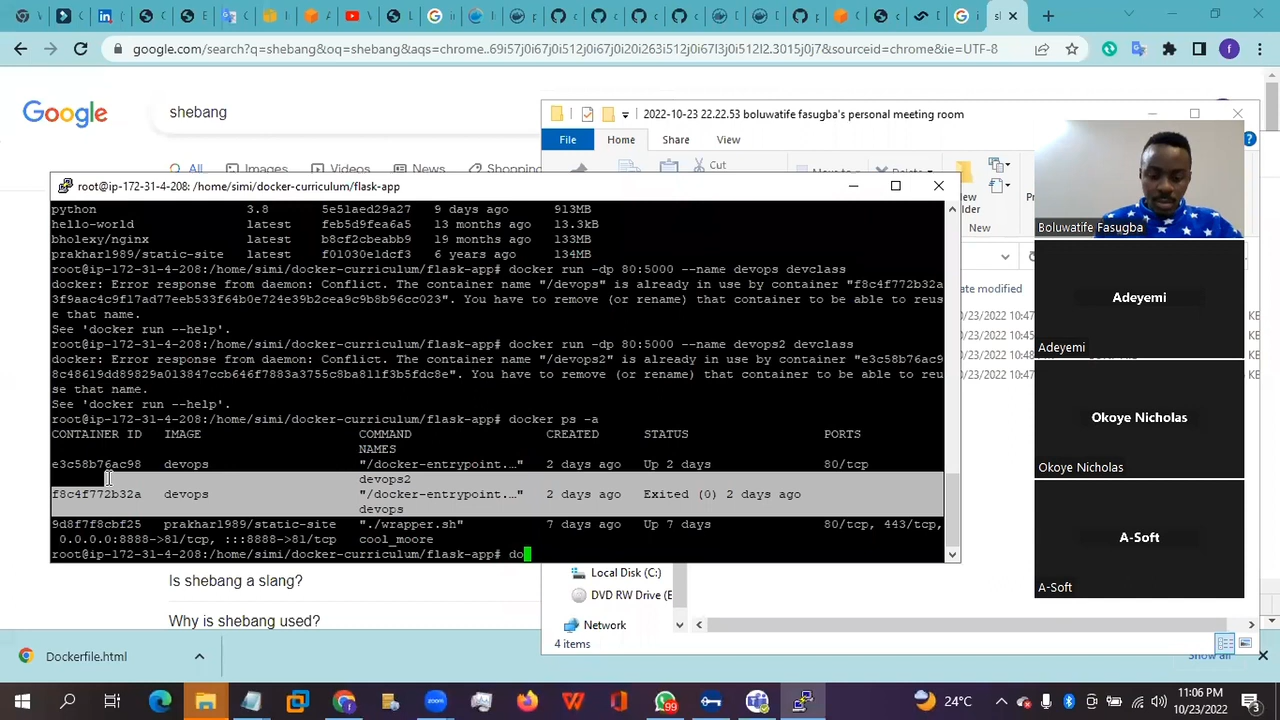 google.com/search?q=shebang&oq=shebang&aqs=chrome..69i57j0i67j0i512j0i67j0i20i263i512j0i67l3j0i512l2.3015j0j7&sourceid=chrome&ie=UTF-8
Google
shebang
All
Images
Videos
News
Shopping
2022-10-23 22.22.53 boluwatife fasugba's personal meeting room
File
Home
Share
View
Cut
New
root@ip-172-31-4-208: /home/simi/docker-curriculum/flask-app
python 3.8 5e51aed29a27 9 days ago 913MB
hello-world latest feb5d9fea6a5 13 months ago 13.3kB
bholexy/nginx latest b8cf2cbeabb9 19 months ago 133MB
prakhar1989/static-site latest f01030eldcf3 6 years ago 134MB
root@ip-172-31-4-208:/home/simi/docker-curriculum/flask-app# docker run -dp 80:5000 --name devops devclass
docker: Error response from daemon: Conflict. The container name "/devops" is already in use by container "f8c4f772b32a
3f9aac4c9f17ad77eeb533f64b0e724e39b2cea9c9b8b96cc023". You have to remove (or rename) that container to be able to reus
e that name.
See 'docker run --help'.
root@ip-172-31-4-208:/home/simi/docker-curriculum/flask-app# docker run -dp 80:5000 --name devops2 devclass
docker: Error response from daemon: Conflict. The container name "/devops2" is already in use by container "e3c58b76ac9
8c48619dd89829a013847ccb646f7883a3755c8ba811f3b5fdc8e". You have to remove (or rename) that container to be able to reu
se that name.
See 'docker run --help'.
root@ip-172-31-4-208:/home/simi/docker-curriculum/flask-app# docker ps -a
CONTAINER ID IMAGE COMMAND CREATED STATUS PORTS
NAMES
e3c58b76ac98 devops "/docker-entrypoint.…" 2 days ago Up 2 days 80/tcp
devops2
f8c4f772b32a devops "/docker-entrypoint.…" 2 days ago Exited (0) 2 days ago
devops
9d8f7f8cbf25 prakhar1989/static-site "./wrapper.sh" 7 days ago Up 7 days 80/tcp, 443/tcp,
0.0.0.0:8888->81/tcp, :::8888->81/tcp cool_moore
root@ip-172-31-4-208:/home/simi/docker-curriculum/flask-app# do
Boluwatife Fasugba
Adeyemi
Adeyemi
Okoye Nicholas
Okoye Nicholas
A-Soft
A-Soft
Local Disk (C:)
DVD RW Drive (E
Network
4 items
Is shebang a slang?
Why is shebang used?
Dockerfile.html
Show all
99
24°C
11:06 PM
10/23/2022
3